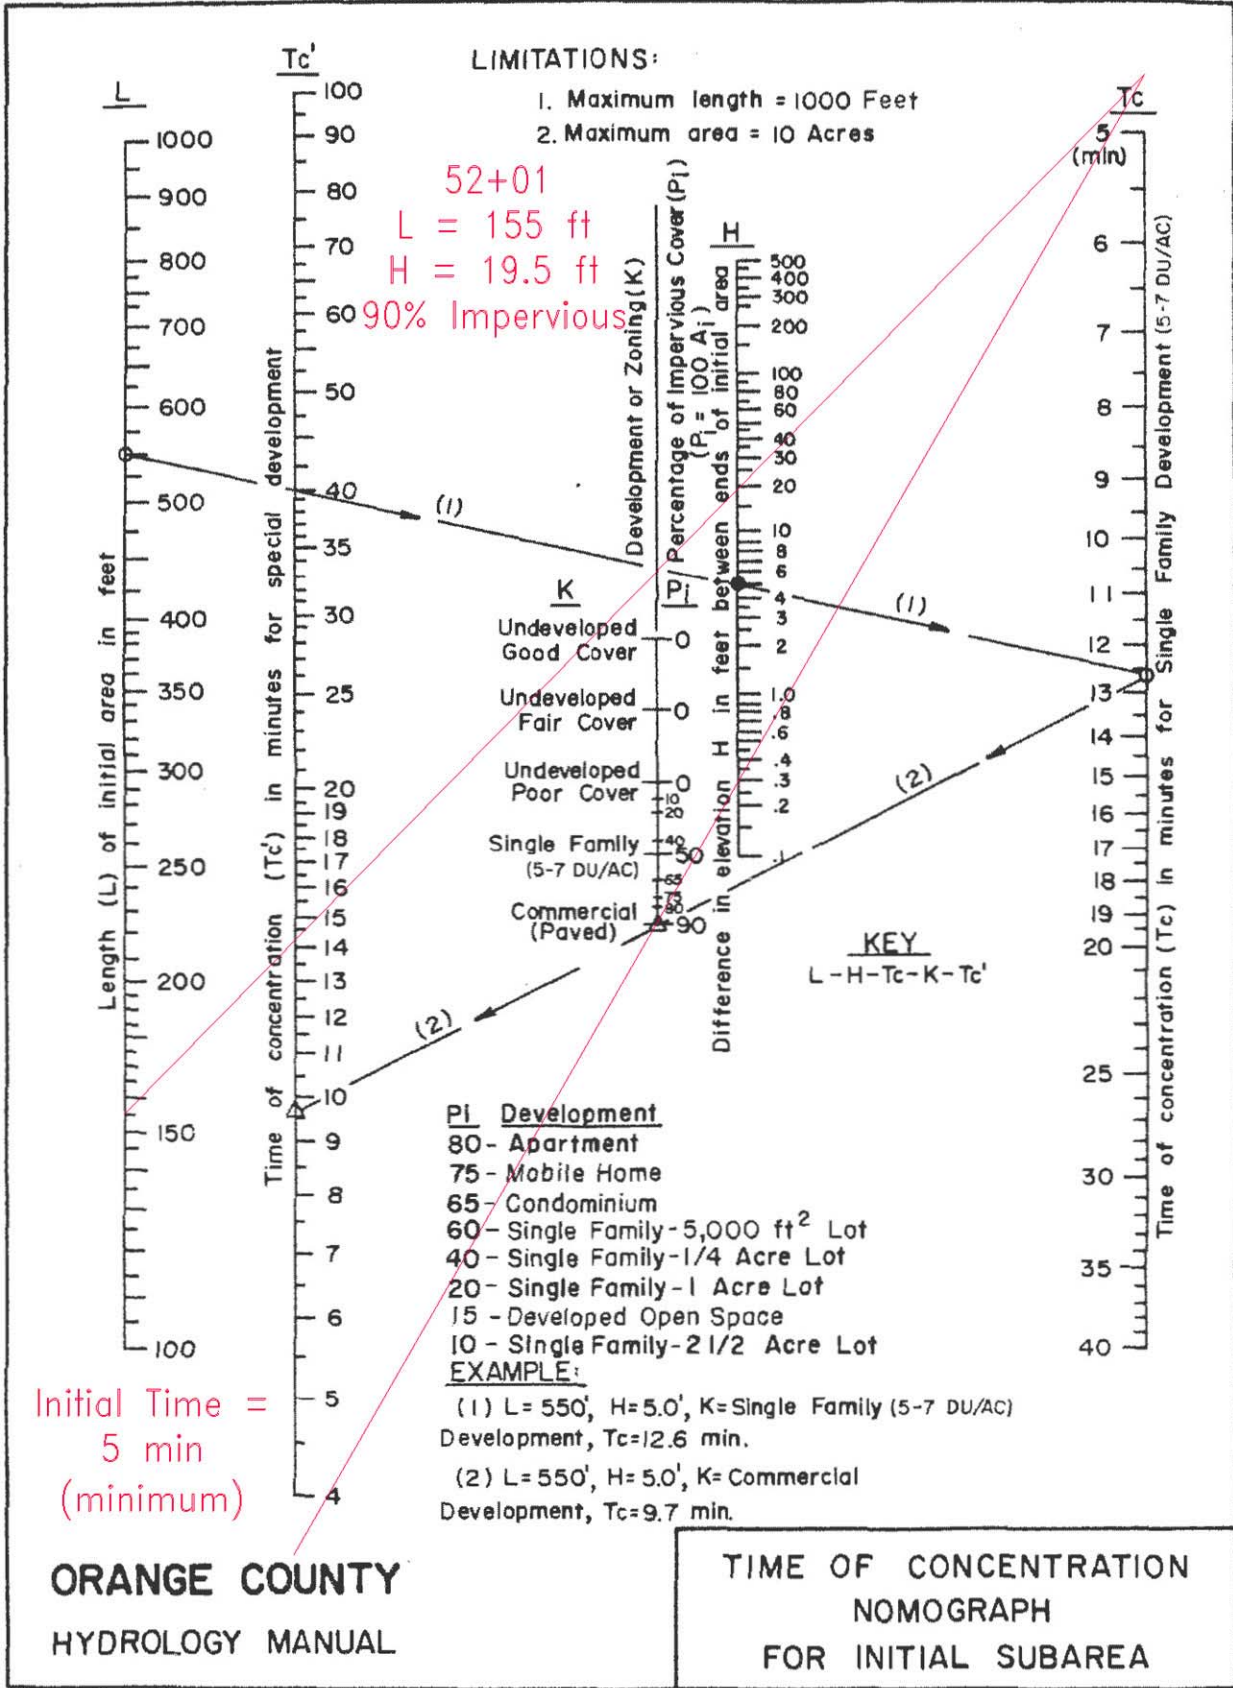 LIMITATIONS:
1. Maximum length = 1000 Feet
2. Maximum area = 10 Acres
L
1000
900
800
700
600
500
400
350
300
250
200
150
100
Length (L) of initial area in feet
Tc'
100
90
80
70
60
50
40
35
30
25
20
19
18
17
16
15
14
13
12
11
10
9
8
7
6
5
4
Time of concentration (Tc') in minutes for special development
52+01
L = 155 ft
H = 19.5 ft
90% Impervious
(1)
(2)
Development or Zoning (K)
Percentage of Impervious Cover (Pi)
(Pi = 100 Ai)
K
Pi
Undeveloped
Good Cover
0
Undeveloped
Fair Cover
0
Undeveloped
Poor Cover
0
10
20
40
Single Family
(5-7 DU/AC)
50
65
75
80
Commercial
(Paved)
90
H
500
400
300
200
100
80
60
40
30
20
10
8
6
4
3
2
1.0
.8
.6
.4
.3
.2
.1
Difference in elevation H in feet between ends of initial area
(1)
(2)
KEY
L-H-Tc-K-Tc'
Tc
5
(min)
6
7
8
9
10
11
12
13
14
15
16
17
18
19
20
25
30
35
40
Time of concentration (Tc) in minutes for Single Family Development (5-7 DU/AC)
Pi Development
80- Apartment
75 - Mobile Home
65- Condominium
60 - Single Family-5,000 ft² Lot
40 - Single Family-1/4 Acre Lot
20 - Single Family-1 Acre Lot
15 - Developed Open Space
10 - Single Family-2 1/2 Acre Lot
EXAMPLE:
(1) L= 550', H= 5.0', K= Single Family (5-7 DU/AC)
Development, Tc=12.6 min.
(2) L= 550', H= 5.0', K= Commercial
Development, Tc=9.7 min.
Initial Time =
5 min
(minimum)
ORANGE COUNTY
HYDROLOGY MANUAL
TIME OF CONCENTRATION
NOMOGRAPH
FOR INITIAL SUBAREA